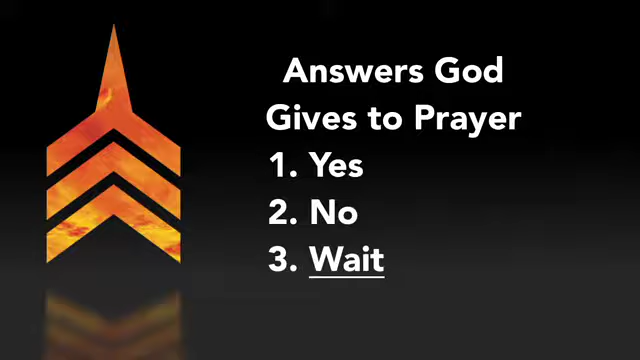 Answers God
Gives to Prayer
1. Yes
2. No
3. Wait